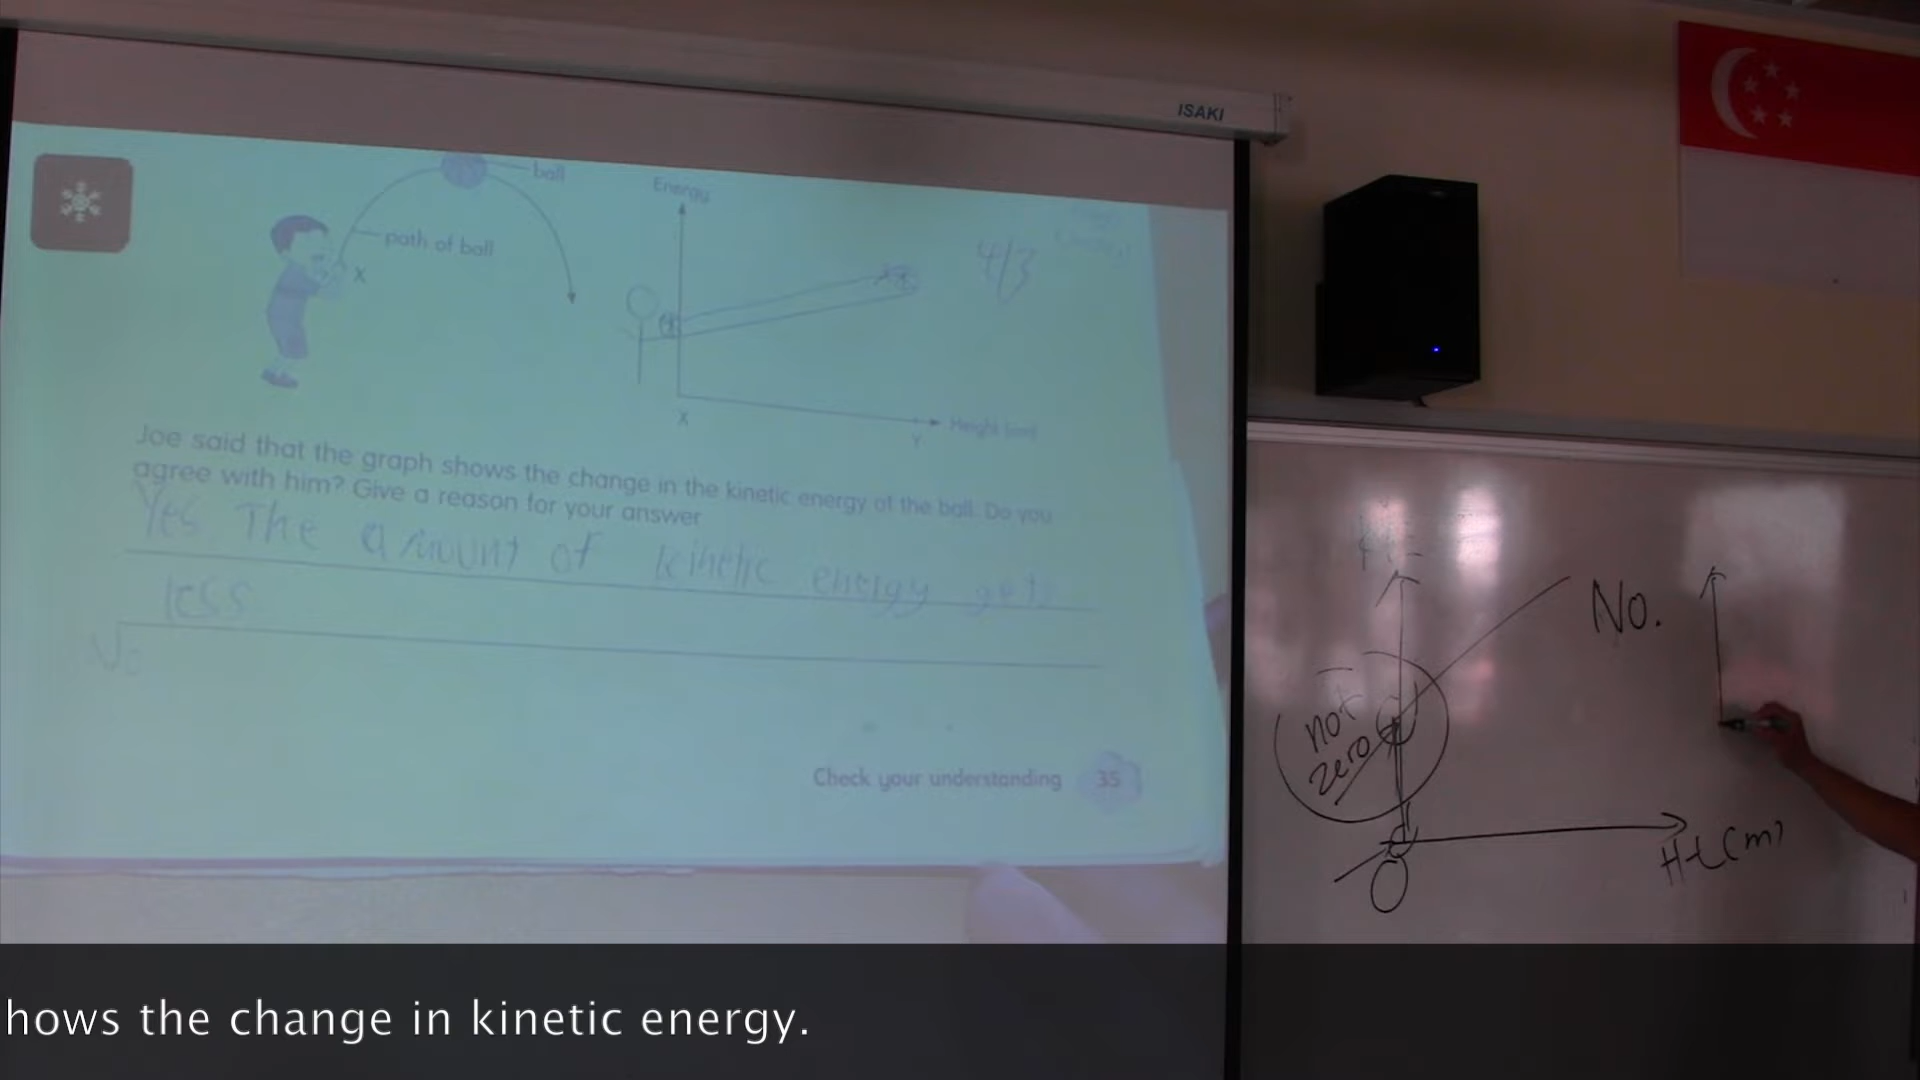 ISAKI
ball
Energy
path of ball
4/3
X
X
Y
Height
Joe said that the graph shows the change in the kinetic energy of the ball. Do you
agree with him? Give a reason for your answer
Yes The amount of kinetic energy gets
less
Check your understanding 35
No.
not
zero
Ht (m)
O
hows the change in kinetic energy.